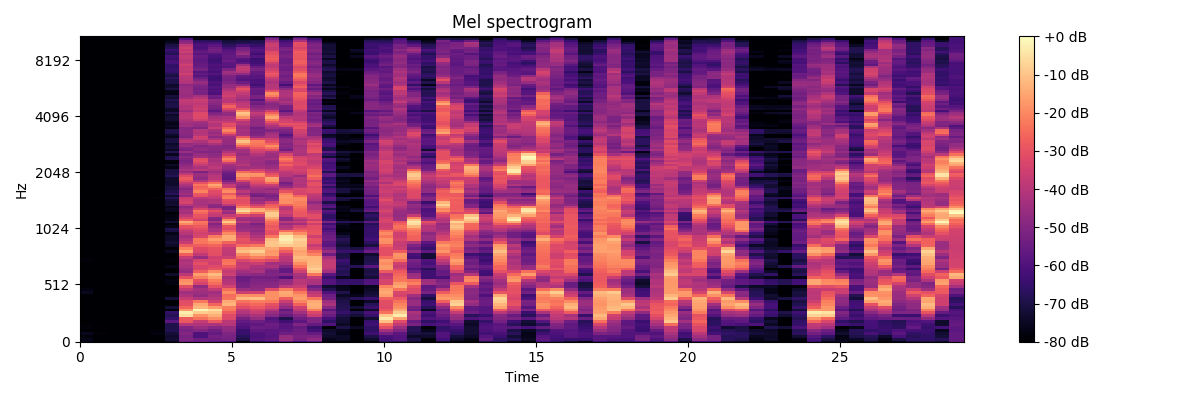 Mel spectrogram
8192
4096
2048
1024
512
0
Hz
0 5 10 15 20 25
Time
+0 dB
-10 dB
-20 dB
-30 dB
-40 dB
-50 dB
-60 dB
-70 dB
-80 dB